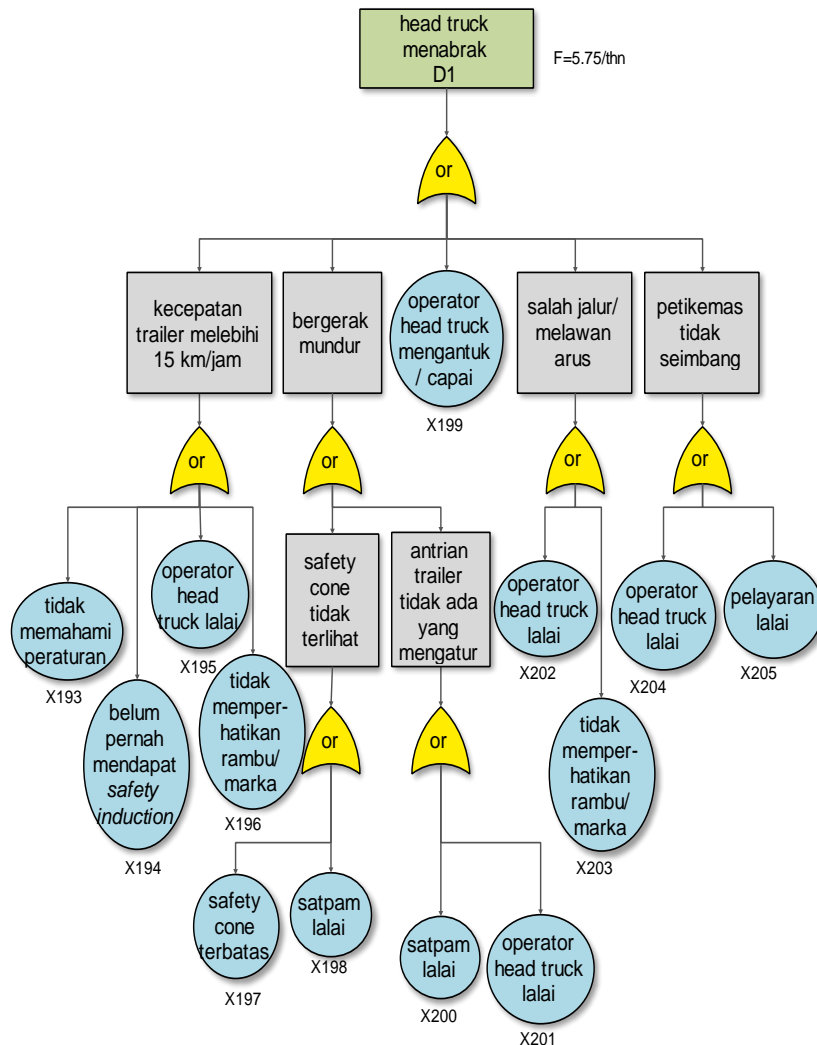 head truck
menabrak
D1
F=5.75/thn
or
kecepatan
trailer melebihi
15 km/jam
bergerak
mundur
operator
head truck
mengantuk
/ capai
X199
salah jalur/
melawan
arus
petikemas
tidak
seimbang
or
or
or
or
tidak
memahami
peraturan
X193
belum
pernah
mendapat
safety
induction
X194
operator
head
truck lalai
X195
tidak
memper-
hatikan
rambu/
marka
X196
safety
cone
tidak
terlihat
antrian
trailer
tidak ada
yang
mengatur
operator
head truck
lalai
X202
tidak
memper-
hatikan
rambu/
marka
X203
operator
head truck
lalai
X204
pelayaran
lalai
X205
or
or
safety
cone
terbatas
X197
satpam
lalai
X198
satpam
lalai
X200
operator
head truck
lalai
X201